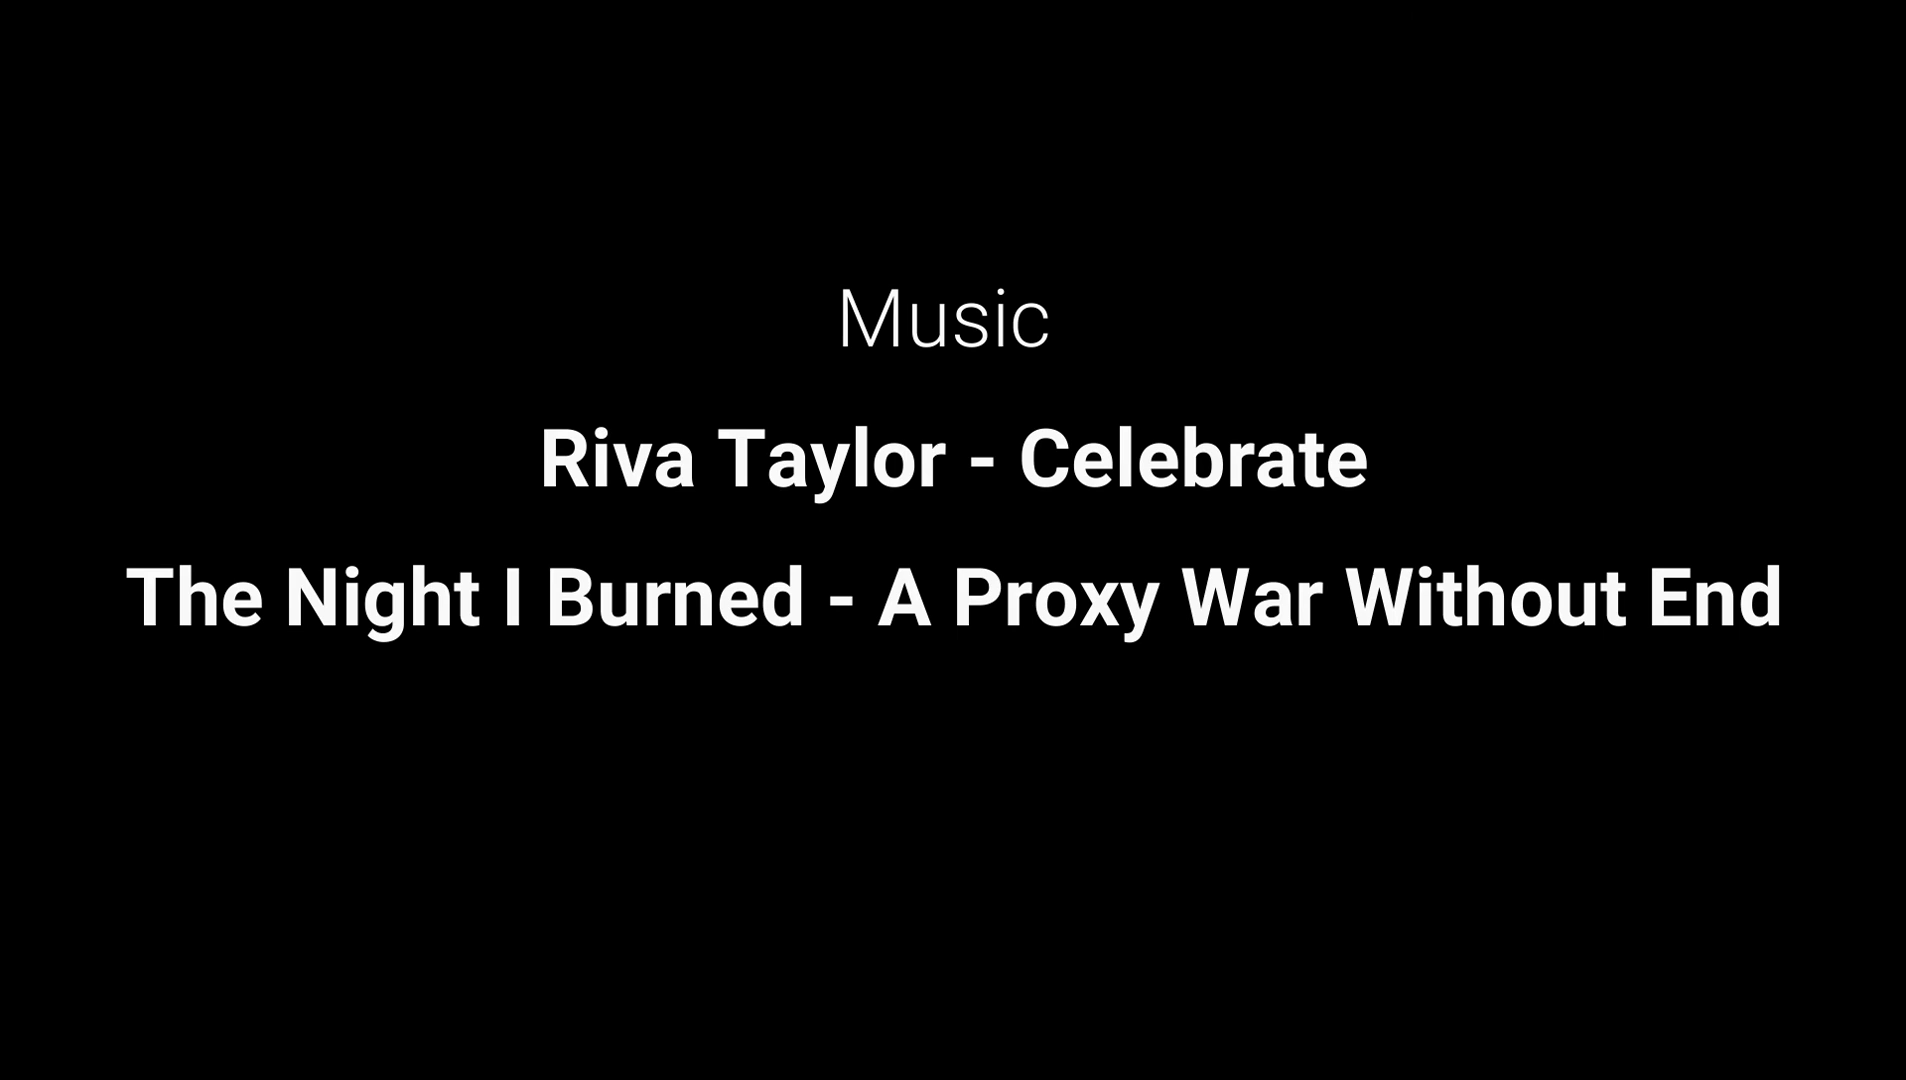 Music
Riva Taylor - Celebrate
The Night I Burned - A Proxy War Without End